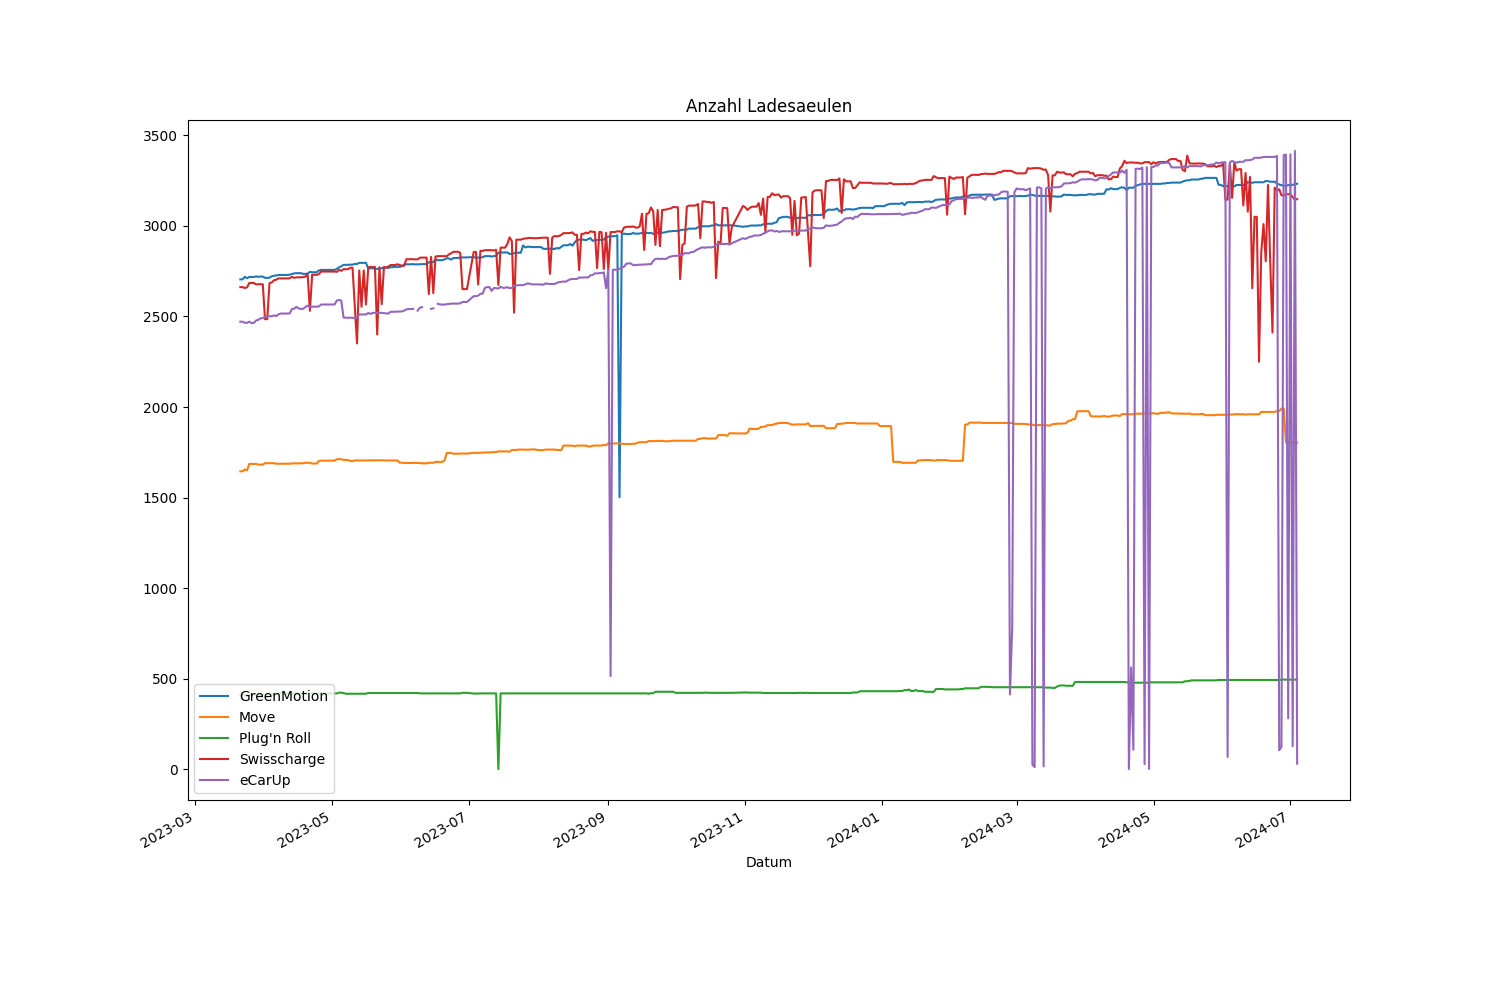 Anzahl Ladesaeulen
3500
3000
2500
2000
1500
1000
500
0
GreenMotion
Move
Plug'n Roll
Swisscharge
eCarUp
2023-03
2023-05
2023-07
2023-09
2023-11
2024-01
2024-03
2024-05
2024-07
Datum